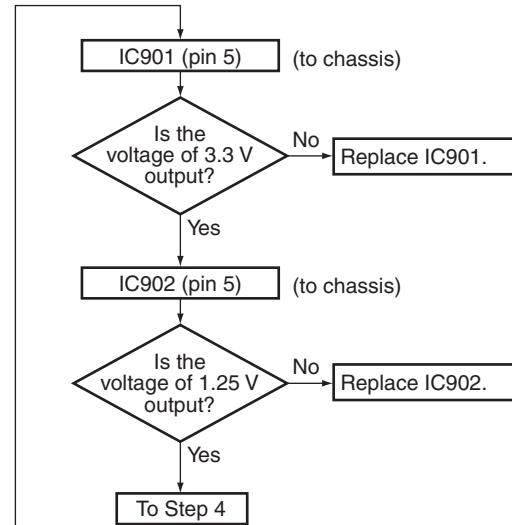 IC901 (pin 5) (to chassis)
Is the
voltage of 3.3 V
output?
No
Replace IC901.
Yes
IC902 (pin 5) (to chassis)
Is the
voltage of 1.25 V
output?
No
Replace IC902.
Yes
To Step 4